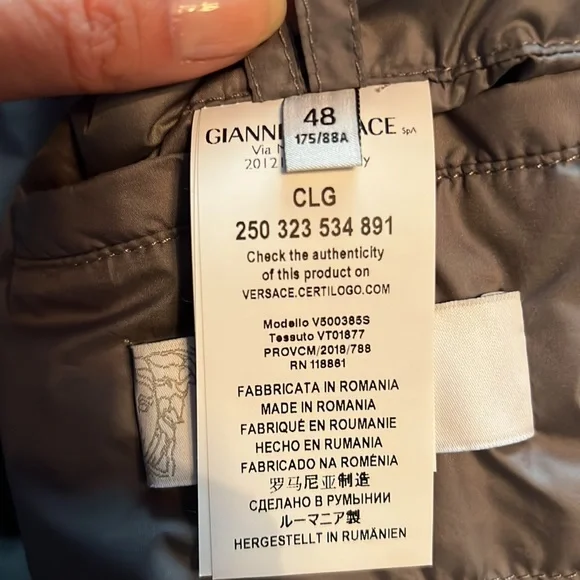 48
175/88A
GIANNI ACE SpA
Via
2012
CLG
250 323 534 891
Check the authenticity
of this product on
VERSACE.CERTILOGO.COM
Modello V500385S
Tessuto VT01877
PROVCM/2018/788
RN 118861
FABBRICATA IN ROMANIA
MADE IN ROMANIA
FABRIQUÉ EN ROUMANIE
HECHO EN RUMANIA
FABRICADO NA ROMÉNIA
罗马尼亚制造
СДЕЛАНО В РУМЫНИИ
ルーマニア製
HERGESTELLT IN RUMÄNIEN